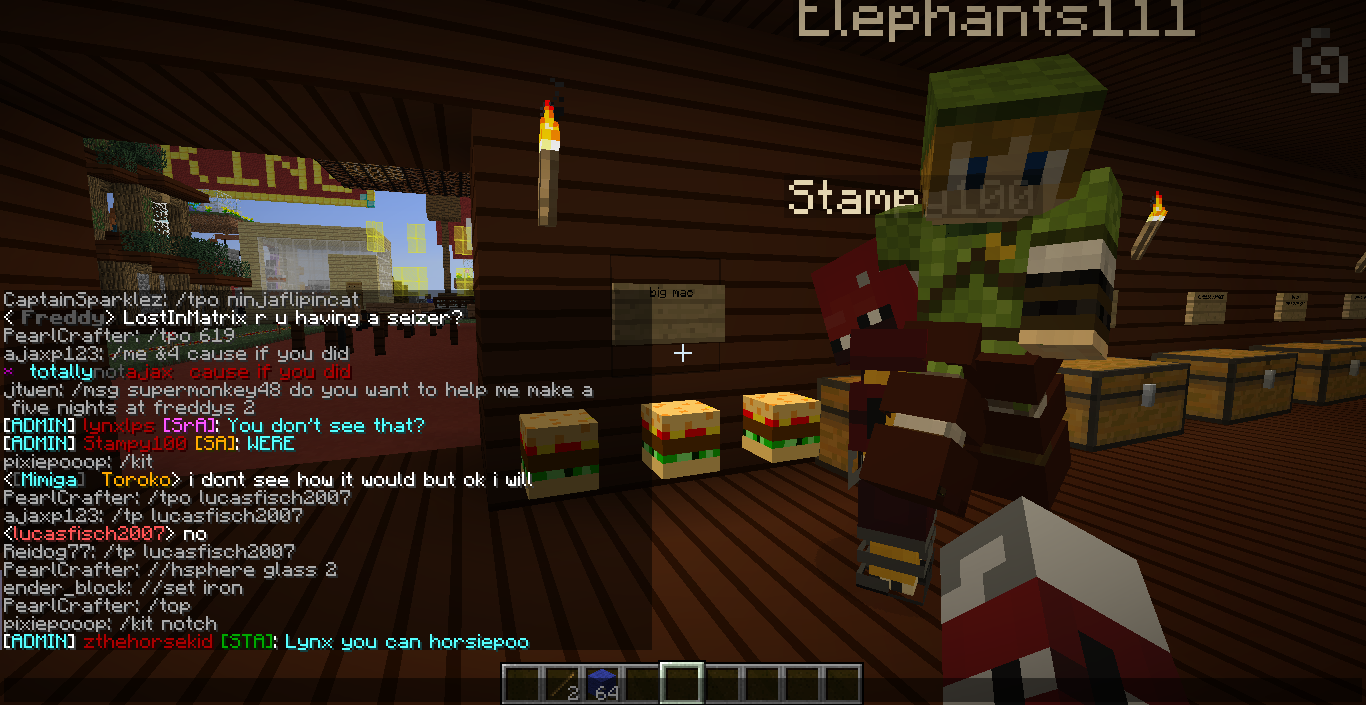 Elephants111
KING
Stampy100
big mac
CaptainSparklez: /tpo ninjaflipincat
< Freddy> LostInMatrix r u having a seizer?
PearlCrafter: /tpo 619
ajaxp123: /me &4 cause if you did
* totallynotajax cause if you did
jtwen: /msg supermonkey48 do you want to help me make a
five nights at freddys 2
[ADMIN] lynxlps [SrA]: You don't see that?
[ADMIN] Stampy100 [SA]: WERE
pixiepooop: /kit
<[Mimiga] Toroko> i dont see how it would but ok i will
PearlCrafter: /tpo lucasfisch2007
ajaxp123: /tp lucasfisch2007
<lucasfisch2007> no
Reidog77: /tp lucasfisch2007
PearlCrafter: //hsphere glass 2
ender_block: //set iron
PearlCrafter: /top
pixiepooop: /kit notch
[ADMIN] zthehorsekid [STA]: Lynx you can horsiepoo
2 64